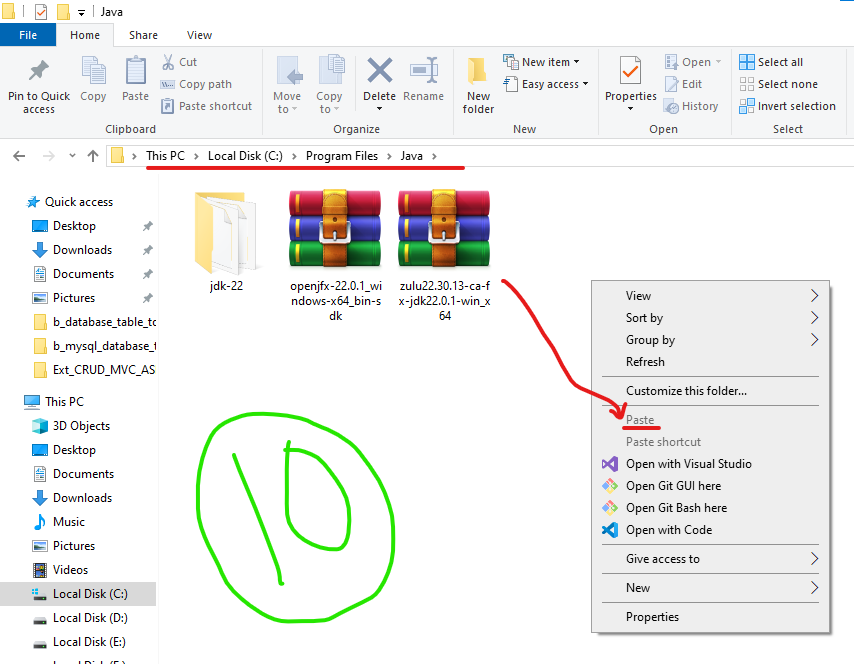 Java
File
Home
Share
View
Pin to Quick
access
Copy
Paste
Cut
Copy path
Paste shortcut
Clipboard
Move
to
Copy
to
Delete
Rename
Organize
New
folder
New item
Easy access
New
Properties
Open
Edit
History
Open
Select all
Select none
Invert selection
Select
This PC > Local Disk (C:) > Program Files > Java >
Quick access
Desktop
Downloads
Documents
Pictures
b_database_table_tc
b_mysql_database_t
Ext_CRUD_MVC_AS
This PC
3D Objects
Desktop
Documents
Downloads
Music
Pictures
Videos
Local Disk (C:)
Local Disk (D:)
Local Disk (E:)
jdk-22
openjfx-22.0.1_wi
ndows-x64_bin-s
dk
zulu22.30.13-ca-f
x-jdk22.0.1-win_x
64
10
View
Sort by
Group by
Refresh
Customize this folder...
Paste
Paste shortcut
Open with Visual Studio
Open Git GUI here
Open Git Bash here
Open with Code
Give access to
New
Properties